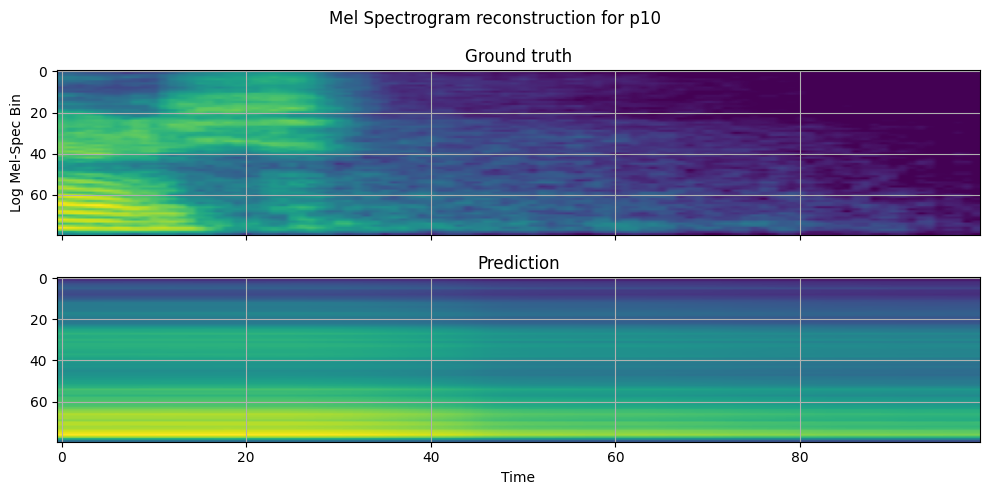 Mel Spectrogram reconstruction for p10
Ground truth
0
20
40
60
Log Mel-Spec Bin
Prediction
0
20
40
60
0 20 40 60 80
Time